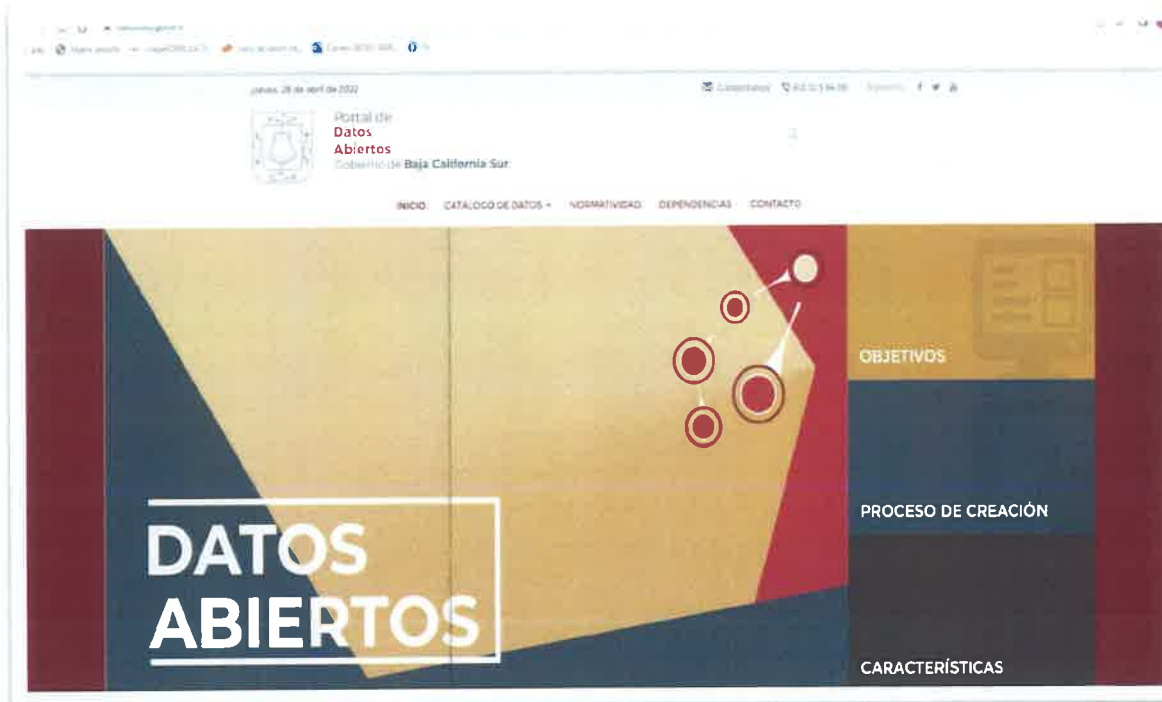 jueves, 28 de abril de 2022
Comentarios
Portal de
Datos
Abiertos
Gobierno de Baja California Sur
INICIO CATÁLOGO DE DATOS NORMATIVIDAD DEPENDENCIAS CONTACTO
OBJETIVOS
PROCESO DE CREACIÓN
DATOS
ABIERTOS
CARACTERÍSTICAS